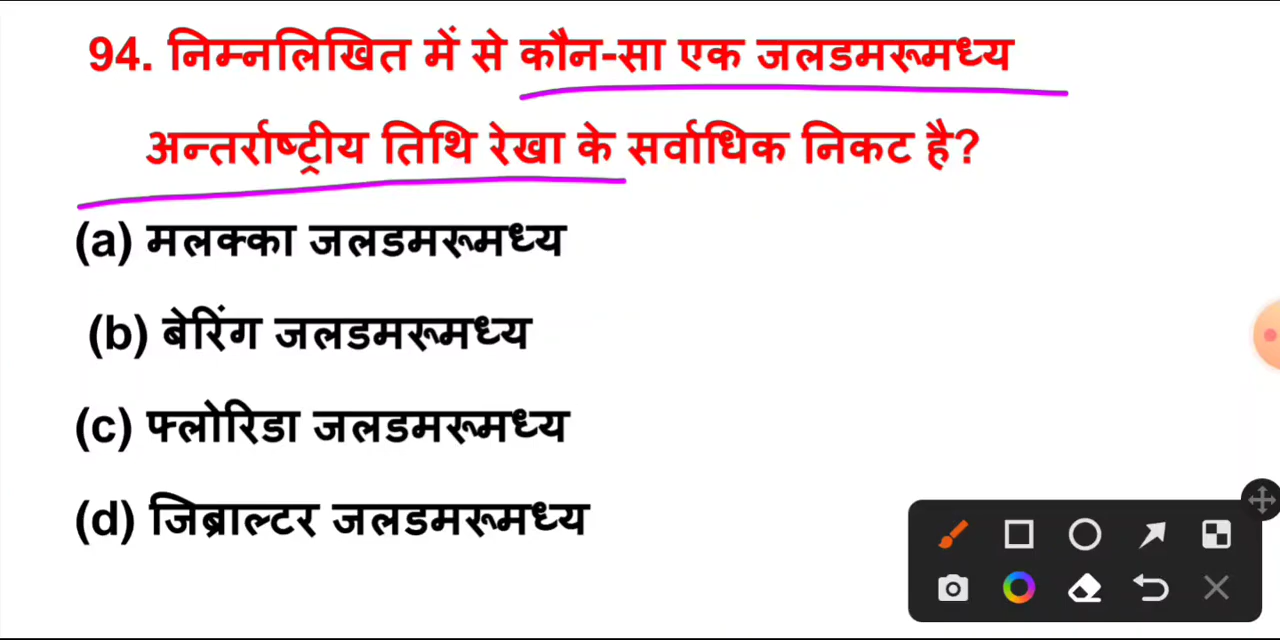 94. निम्नलिखित में से कौन-सा एक जलडमरूमध्य
अन्तर्राष्ट्रीय तिथि रेखा के सर्वाधिक निकट है?
(a) मलक्का जलडमरूमध्य
(b) बेरिंग जलडमरूमध्य
(c) फ्लोरिडा जलडमरूमध्य
(d) जिब्राल्टर जलडमरूमध्य